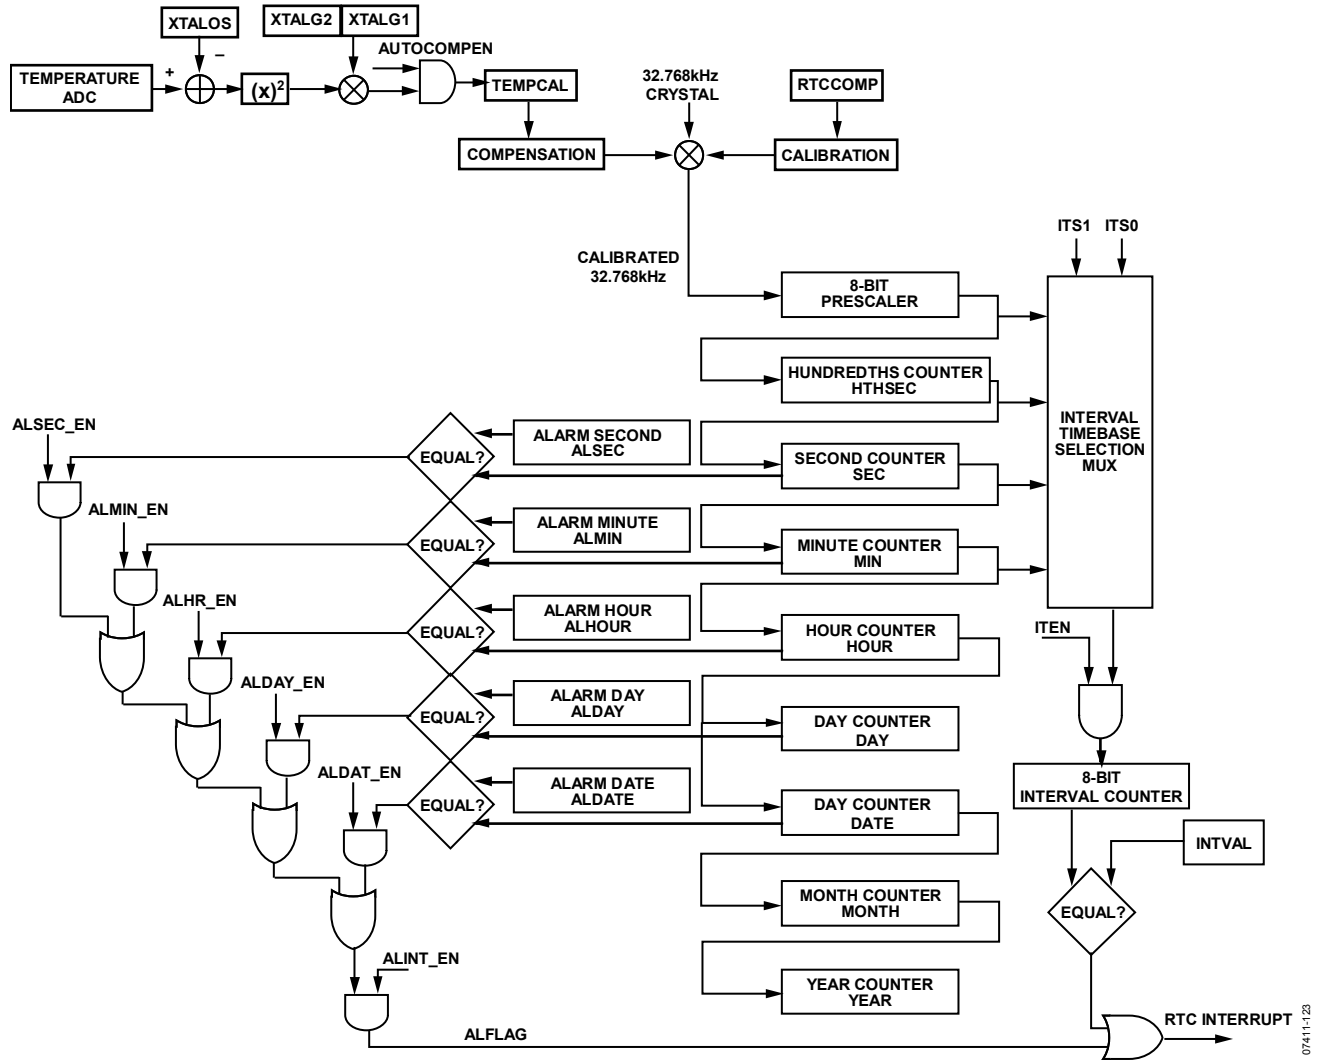 XTALOS
XTALG2 XTALG1
AUTOCOMPEN
TEMPERATURE
ADC
+
–
(x)²
TEMPCAL
32.768kHz
CRYSTAL
RTCCOMP
COMPENSATION
CALIBRATION
ITS1 ITS0
CALIBRATED
32.768kHz
8-BIT
PRESCALER
HUNDREDTHS COUNTER
HTHSEC
INTERVAL
TIMEBASE
SELECTION
MUX
ALSEC_EN
EQUAL?
ALARM SECOND
ALSEC
SECOND COUNTER
SEC
ALMIN_EN
EQUAL?
ALARM MINUTE
ALMIN
MINUTE COUNTER
MIN
ALHR_EN
EQUAL?
ALARM HOUR
ALHOUR
HOUR COUNTER
HOUR
ITEN
ALDAY_EN
EQUAL?
ALARM DAY
ALDAY
DAY COUNTER
DAY
ALDAT_EN
EQUAL?
ALARM DATE
ALDATE
DAY COUNTER
DATE
8-BIT
INTERVAL COUNTER
INTVAL
MONTH COUNTER
MONTH
EQUAL?
ALINT_EN
YEAR COUNTER
YEAR
ALFLAG
RTC INTERRUPT
07411-123